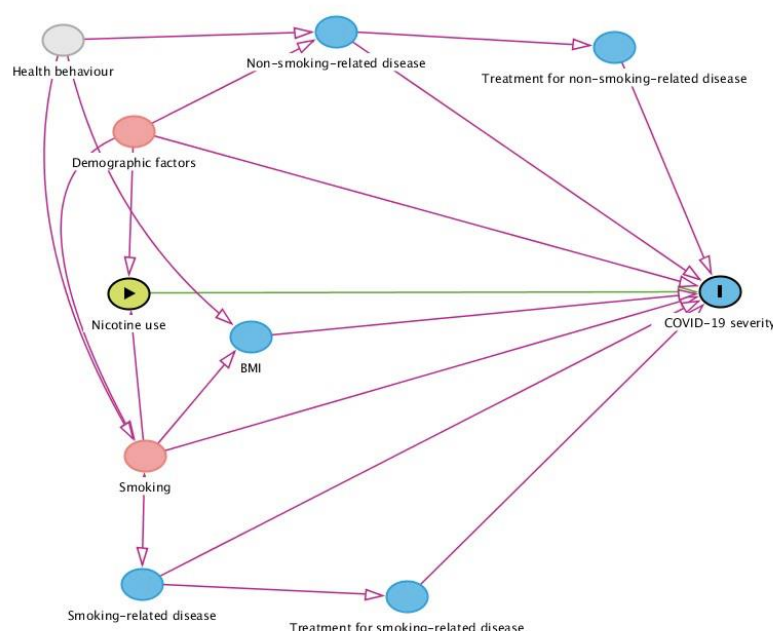 Health behaviour
Non-smoking-related disease
Treatment for non-smoking-related disease
Demographic factors
Nicotine use
COVID-19 severity
BMI
Smoking
Smoking-related disease
Treatment for smoking-related disease